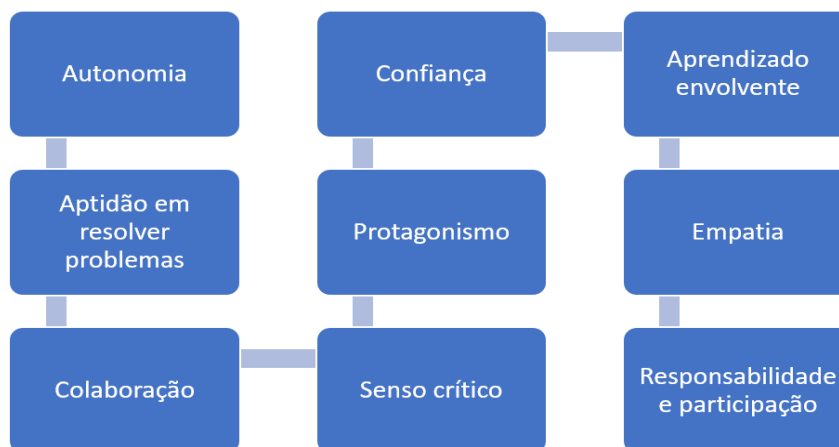 Autonomia
Aptidão em
resolver
problemas
Colaboração
Senso crítico
Protagonismo
Confiança
Aprendizado
envolvente
Empatia
Responsabilidade
e participação